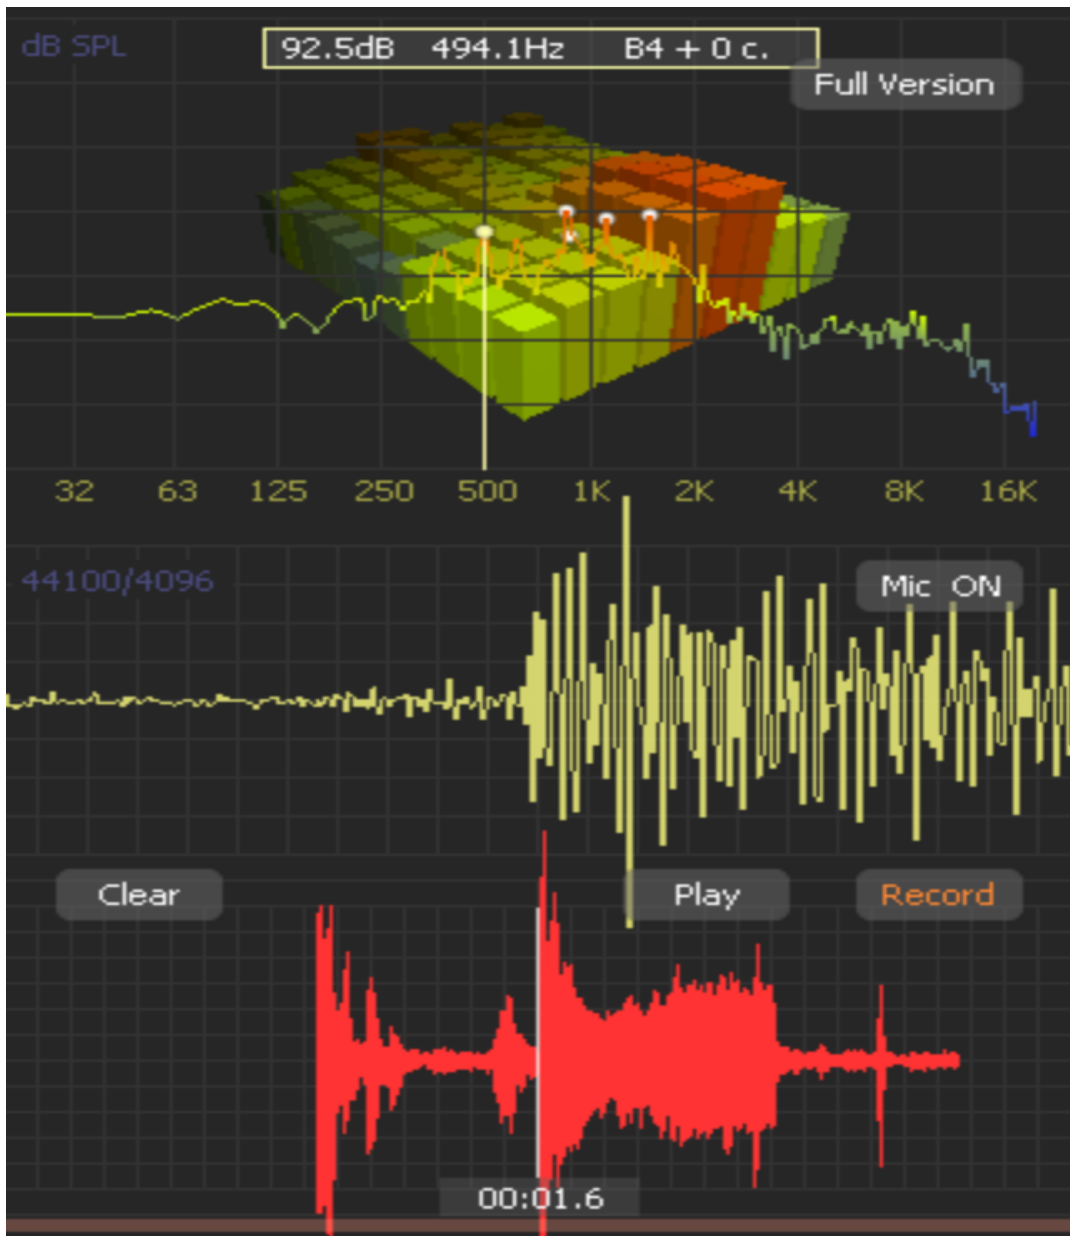 dB SPL
92.5dB 494.1Hz B4 + 0 c.
Full Version
32 63 125 250 500 1K 2K 4K 8K 16K
44100/4096
Mic ON
Clear
Play
Record
00:01.6